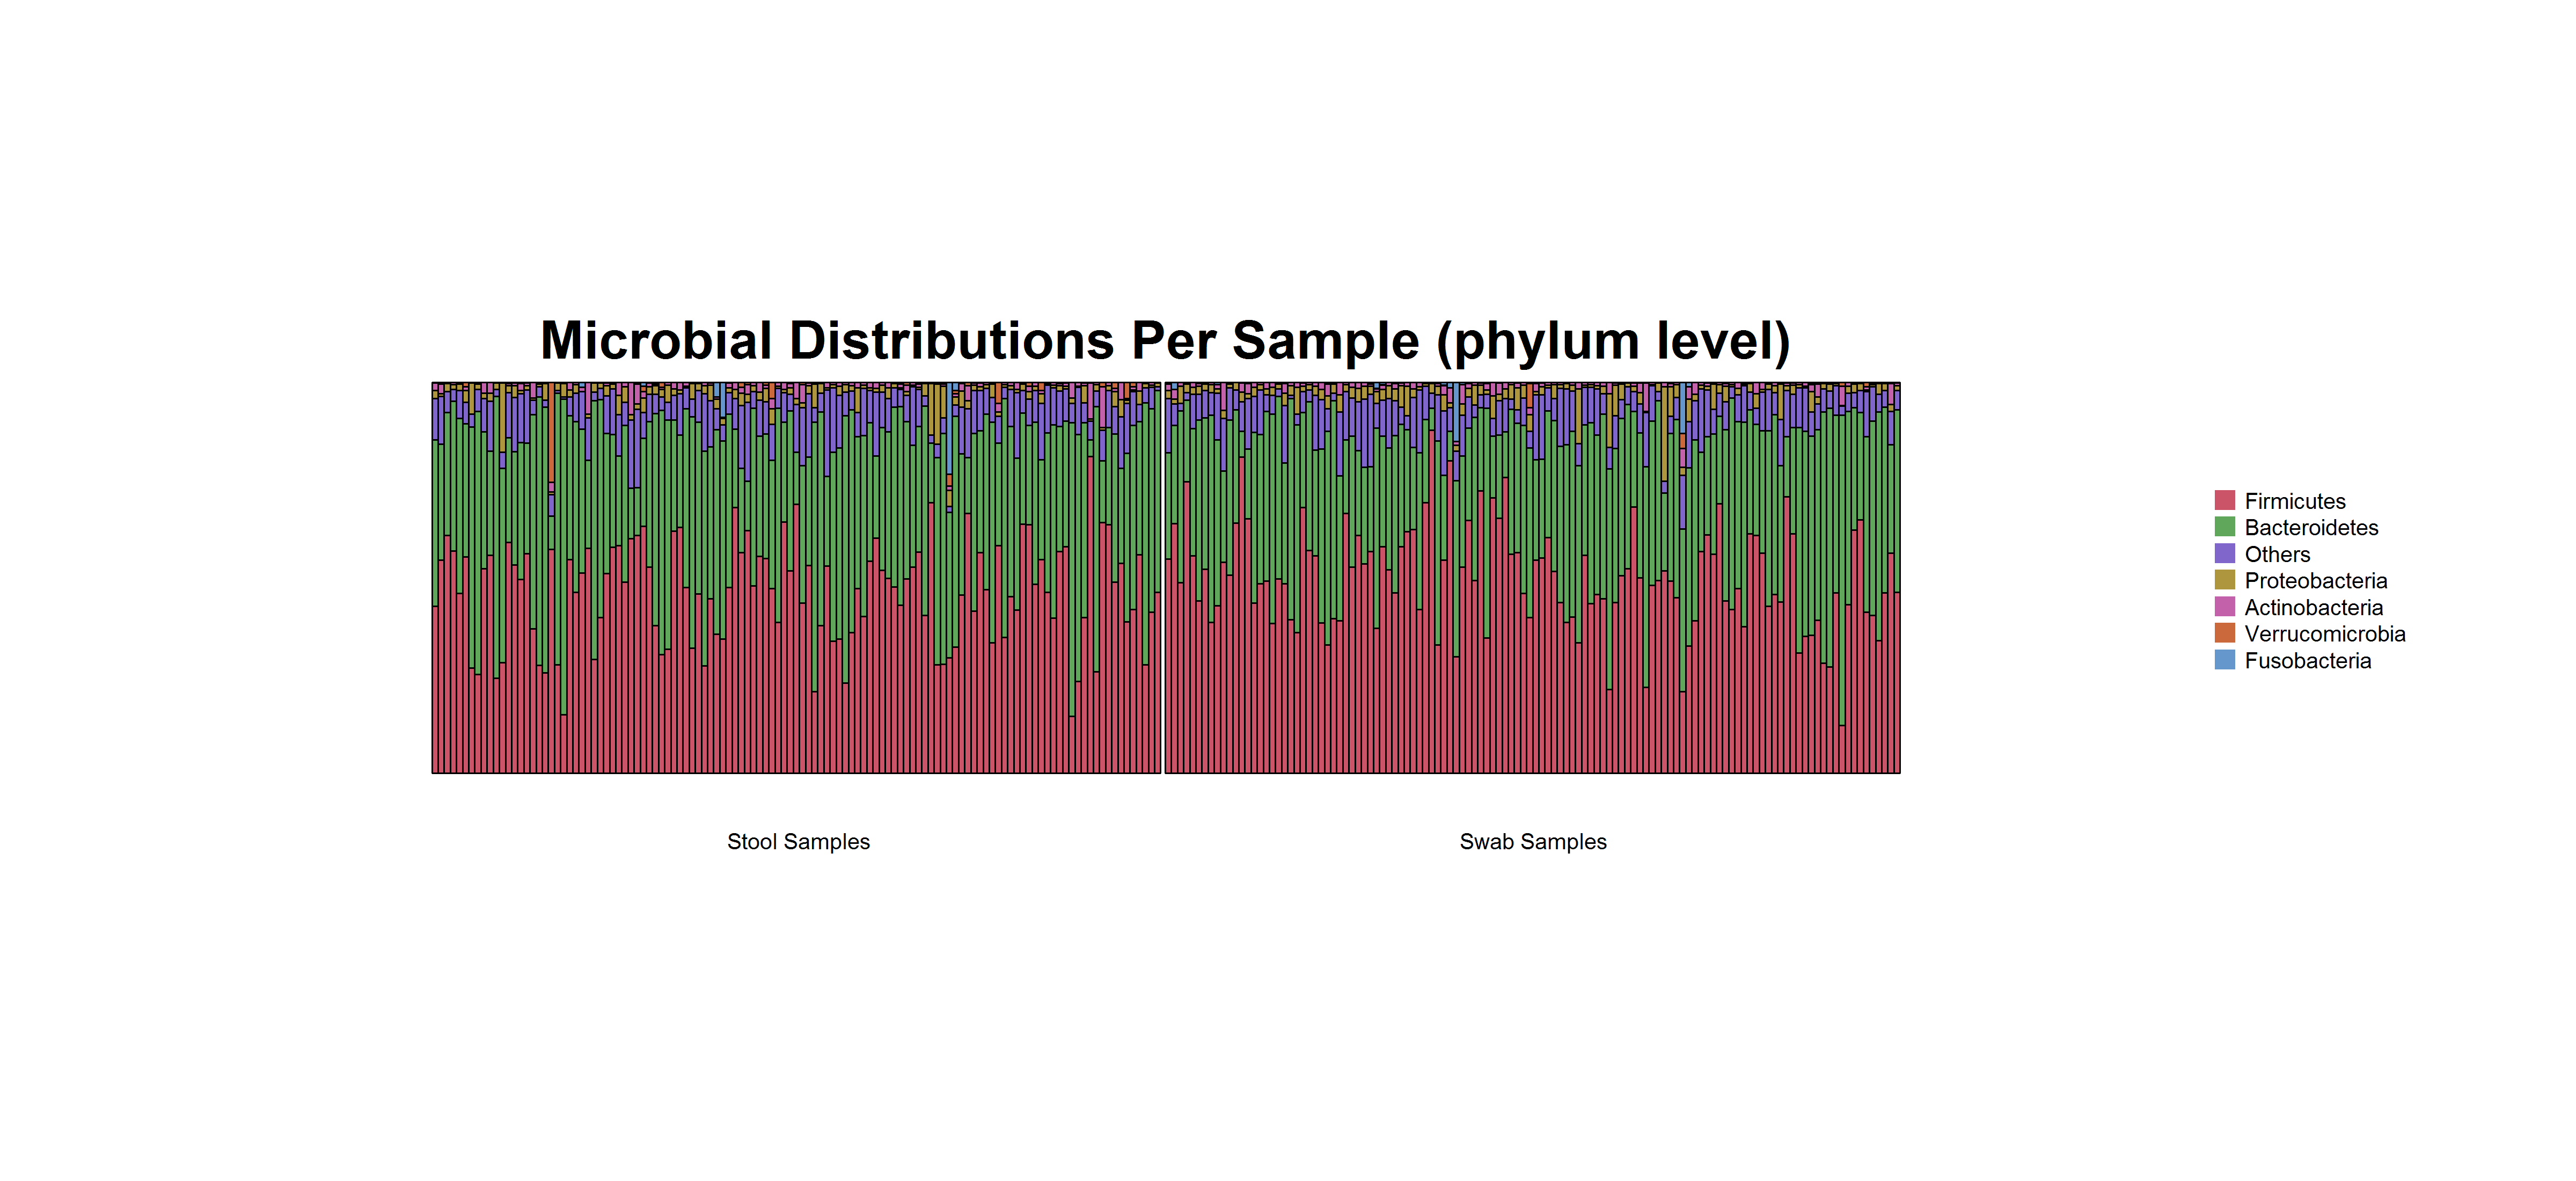 Microbial Distributions Per Sample (phylum level)
Firmicutes
Bacteroidetes
Others
Proteobacteria
Actinobacteria
Verrucomicrobia
Fusobacteria
Stool Samples
Swab Samples